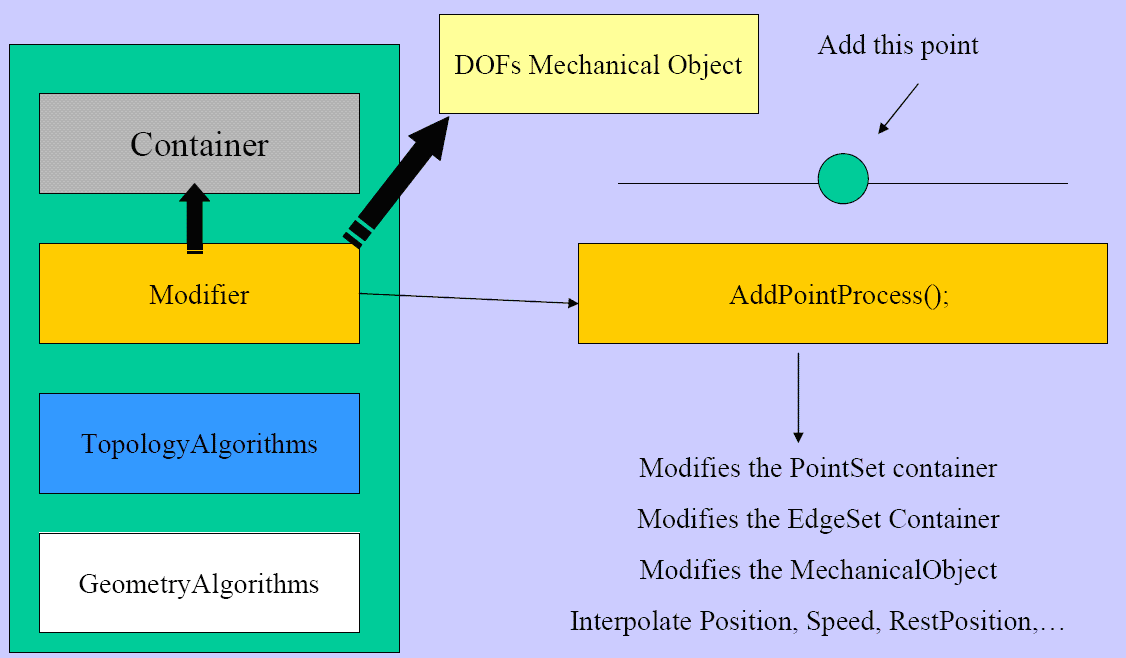 DOFs Mechanical Object
Add this point
Container
Modifier
AddPointProcess();
TopologyAlgorithms
GeometryAlgorithms
Modifies the PointSet container
Modifies the EdgeSet Container
Modifies the MechanicalObject
Interpolate Position, Speed, RestPosition,…